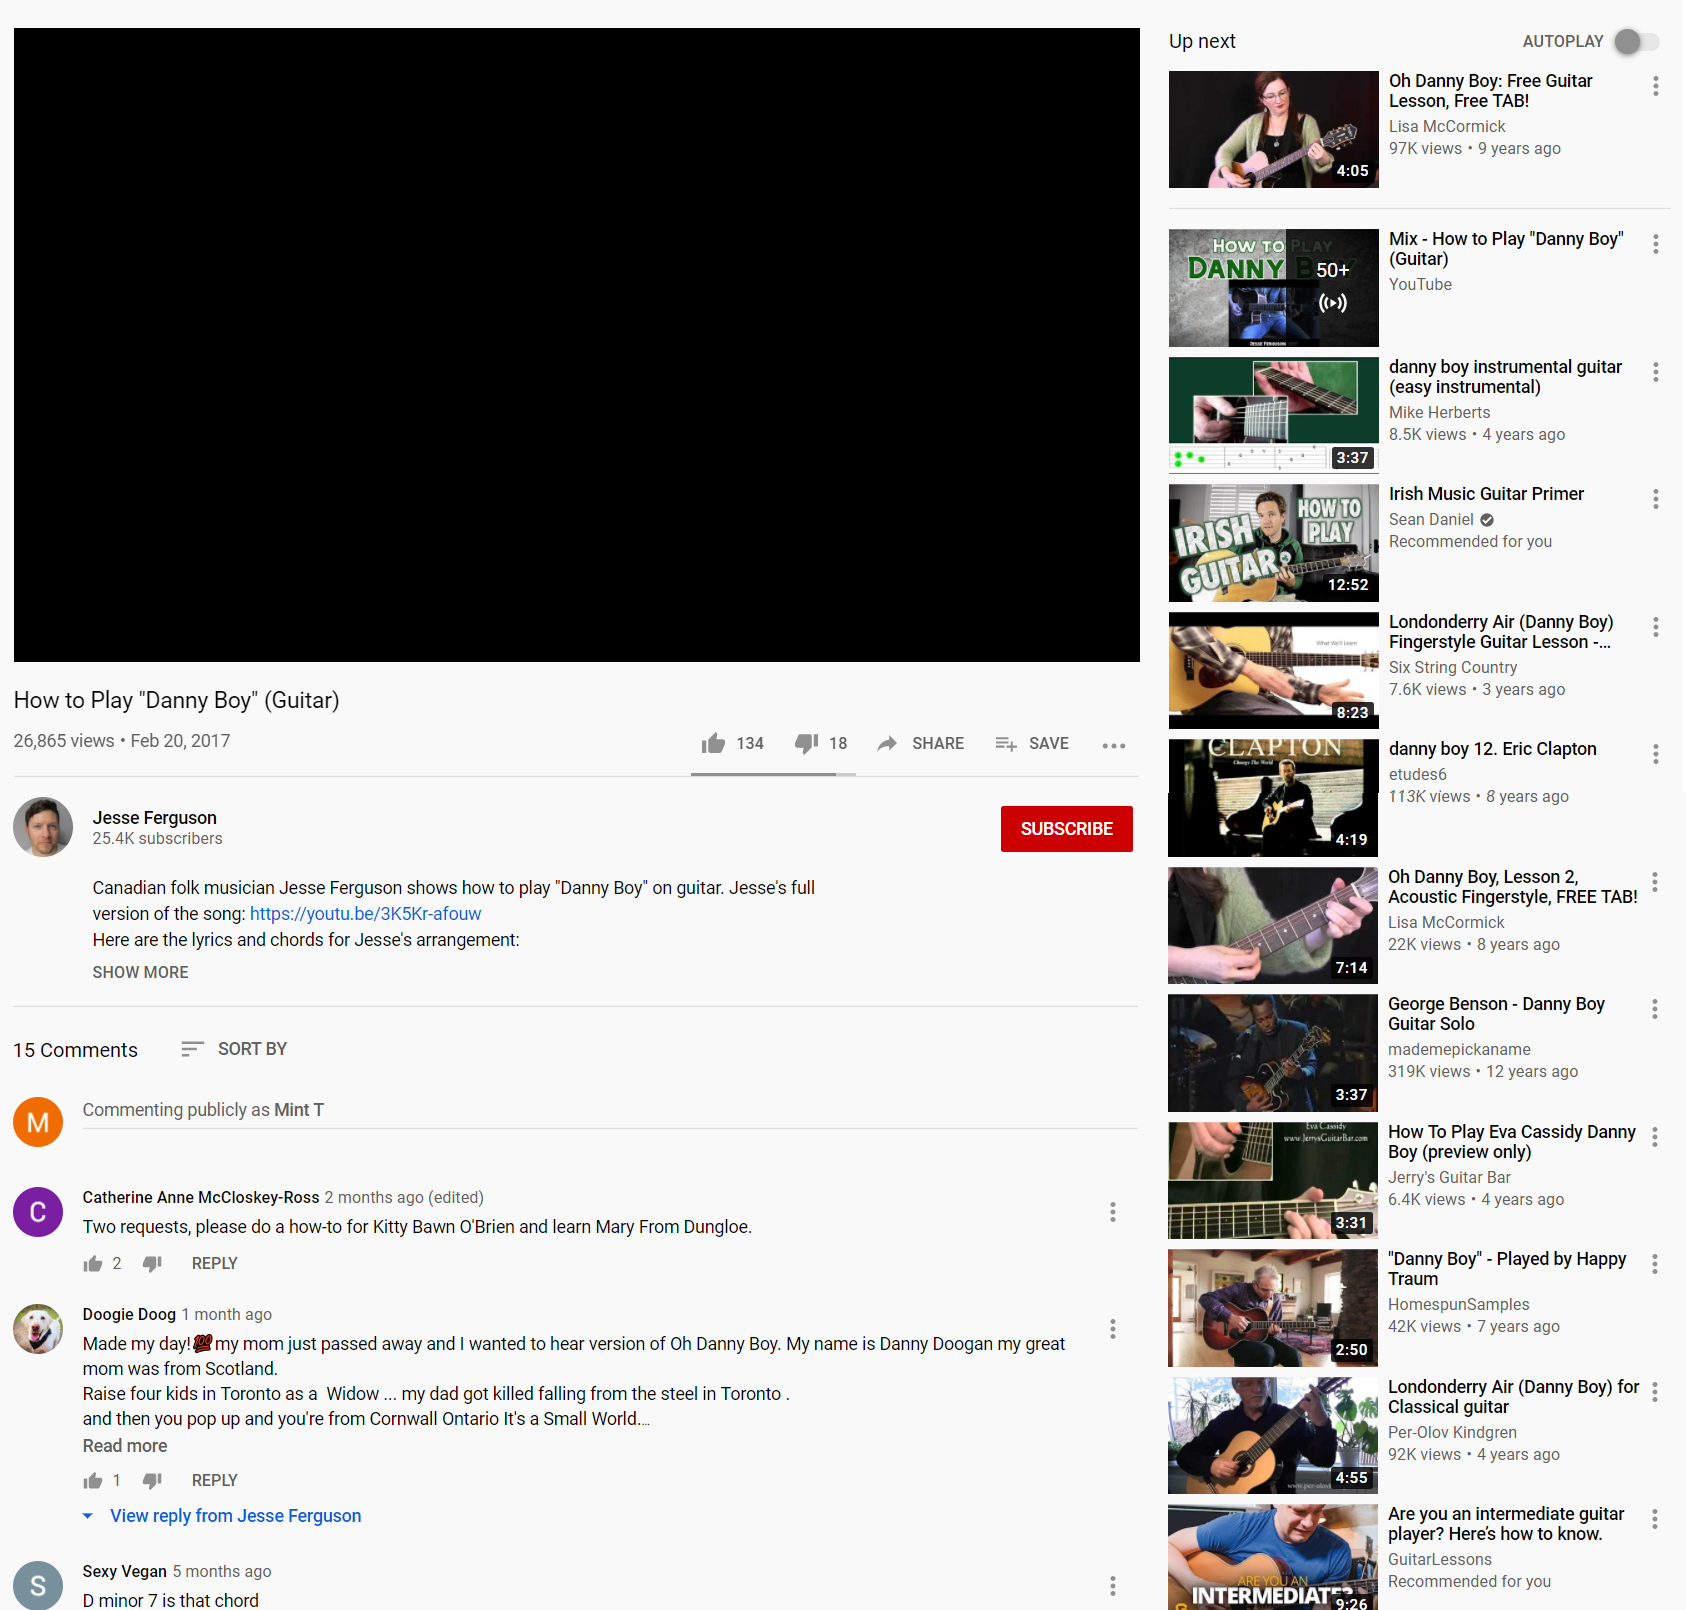 How to Play "Danny Boy" (Guitar)
26,865 views • Feb 20, 2017
134
18
SHARE
SAVE
Jesse Ferguson
25.4K subscribers
SUBSCRIBE
Canadian folk musician Jesse Ferguson shows how to play "Danny Boy" on guitar. Jesse's full
version of the song: https://youtu.be/3K5Kr-afouw
Here are the lyrics and chords for Jesse's arrangement:
SHOW MORE
15 Comments
SORT BY
M
Commenting publicly as Mint T
C
Catherine Anne McCloskey-Ross 2 months ago (edited)
Two requests, please do a how-to for Kitty Bawn O'Brien and learn Mary From Dungloe.
2
REPLY
Doogie Doog 1 month ago
Made my day!💯my mom just passed away and I wanted to hear version of Oh Danny Boy. My name is Danny Doogan my great
mom was from Scotland.
Raise four kids in Toronto as a  Widow ... my dad got killed falling from the steel in Toronto .
and then you pop up and you're from Cornwall Ontario It's a Small World....
Read more
1
REPLY
View reply from Jesse Ferguson
S
Sexy Vegan 5 months ago
D minor 7 is that chord
Up next
AUTOPLAY
4:05
Oh Danny Boy: Free Guitar
Lesson, Free TAB!
Lisa McCormick
97K views • 9 years ago
HOW TO PLAY
DANNY BOY
50+
JESSE FERGUSON
Mix - How to Play "Danny Boy"
(Guitar)
YouTube
3:37
danny boy instrumental guitar
(easy instrumental)
Mike Herberts
8.5K views • 4 years ago
IRISH
GUITAR
HOW TO
PLAY
12:52
Irish Music Guitar Primer
Sean Daniel
Recommended for you
What We'll Learn
8:23
Londonderry Air (Danny Boy)
Fingerstyle Guitar Lesson -...
Six String Country
7.6K views • 3 years ago
CLAPTON
Change The World
4:19
danny boy 12. Eric Clapton
etudes6
113K views • 8 years ago
7:14
Oh Danny Boy, Lesson 2,
Acoustic Fingerstyle, FREE TAB!
Lisa McCormick
22K views • 8 years ago
3:37
George Benson - Danny Boy
Guitar Solo
mademepickaname
319K views • 12 years ago
Eva Cassidy
www.JerrysGuitarBar.com
3:31
How To Play Eva Cassidy Danny
Boy (preview only)
Jerry's Guitar Bar
6.4K views • 4 years ago
2:50
"Danny Boy" - Played by Happy
Traum
HomespunSamples
42K views • 7 years ago
4:55
Londonderry Air (Danny Boy) for
Classical guitar
Per-Olov Kindgren
92K views • 4 years ago
ARE YOU AN
INTERMEDIATE?
9:26
Are you an intermediate guitar
player? Here's how to know.
GuitarLessons
Recommended for you